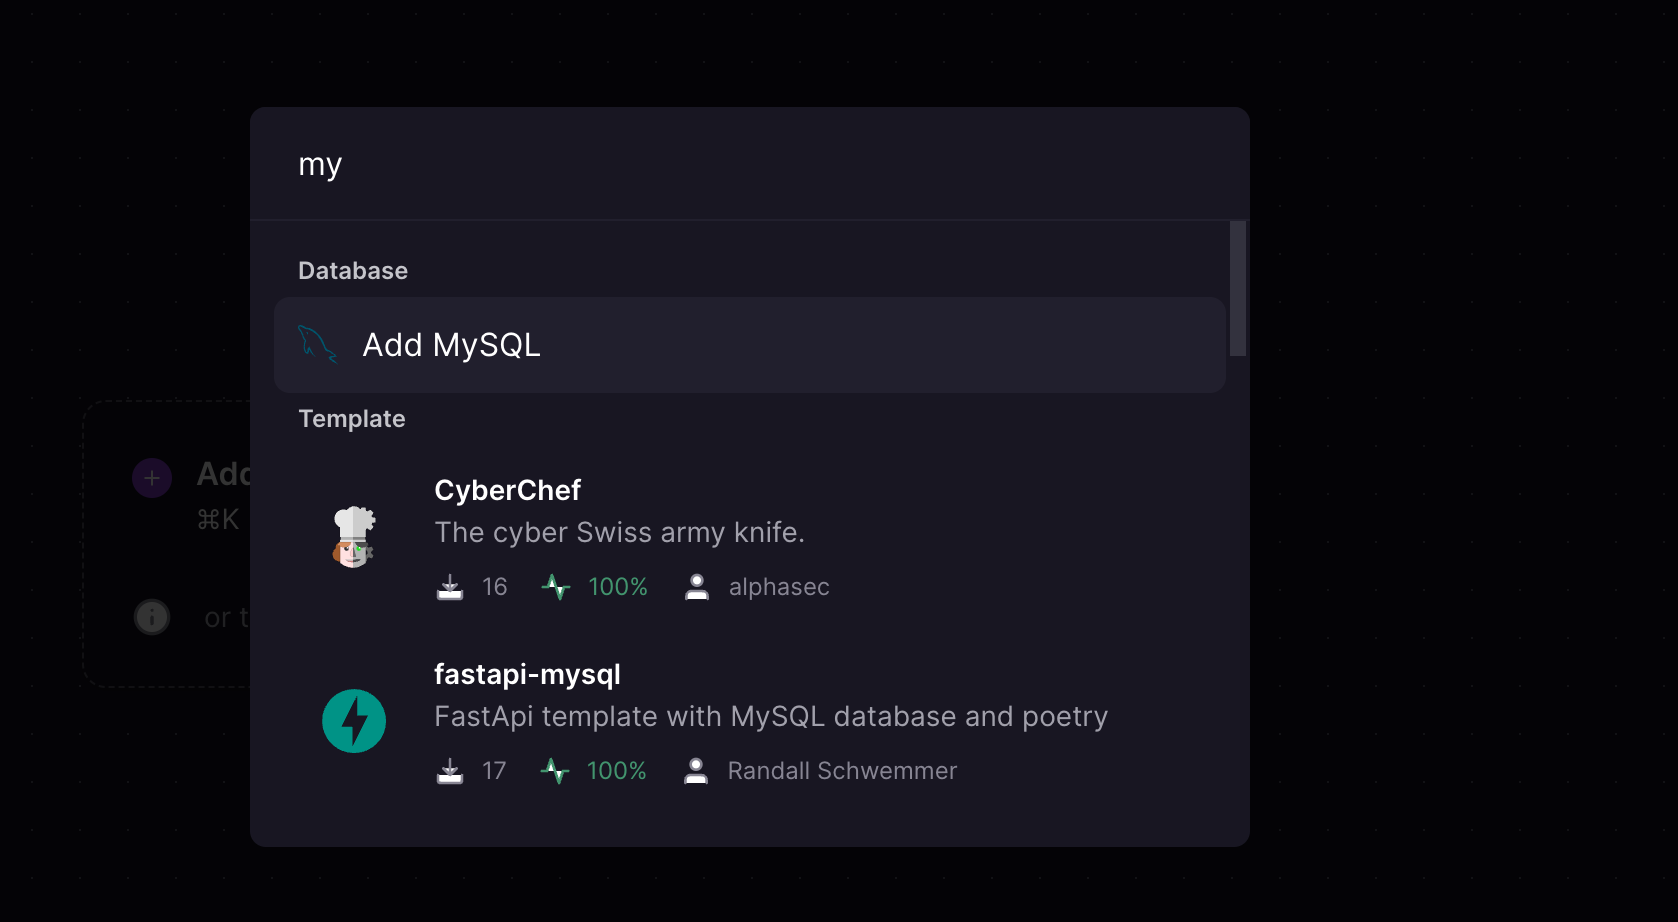 my
Database
Add MySQL
Template
CyberChef
The cyber Swiss army knife.
16 100% alphasec
fastapi-mysql
FastApi template with MySQL database and poetry
17 100% Randall Schwemmer
Add
⌘K
or t